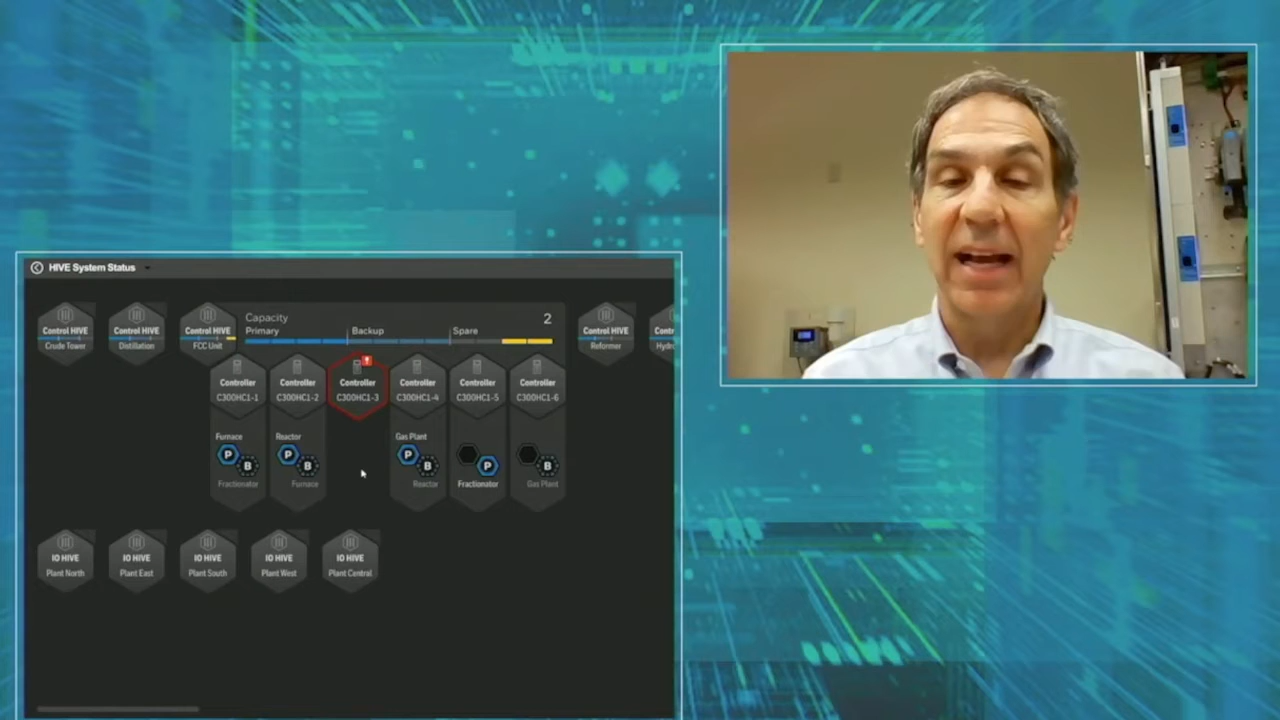 HIVE System Status
Control HIVE
Crude Tower
Control HIVE
Distillation
Control HIVE
FCC Unit
Capacity
2
Primary
Backup
Spare
Control HIVE
Reformer
Controller
C300HC1-1
Controller
C300HC1-2
Controller
C300HC1-3
Controller
C300HC1-4
Controller
C300HC1-5
Controller
C300HC1-6
Furnace
P
B
Fractionator
Reactor
P
B
Furnace
Gas Plant
P
B
Reactor
P
Fractionator
B
Gas Plant
IO HIVE
Plant North
IO HIVE
Plant East
IO HIVE
Plant South
IO HIVE
Plant West
IO HIVE
Plant Central